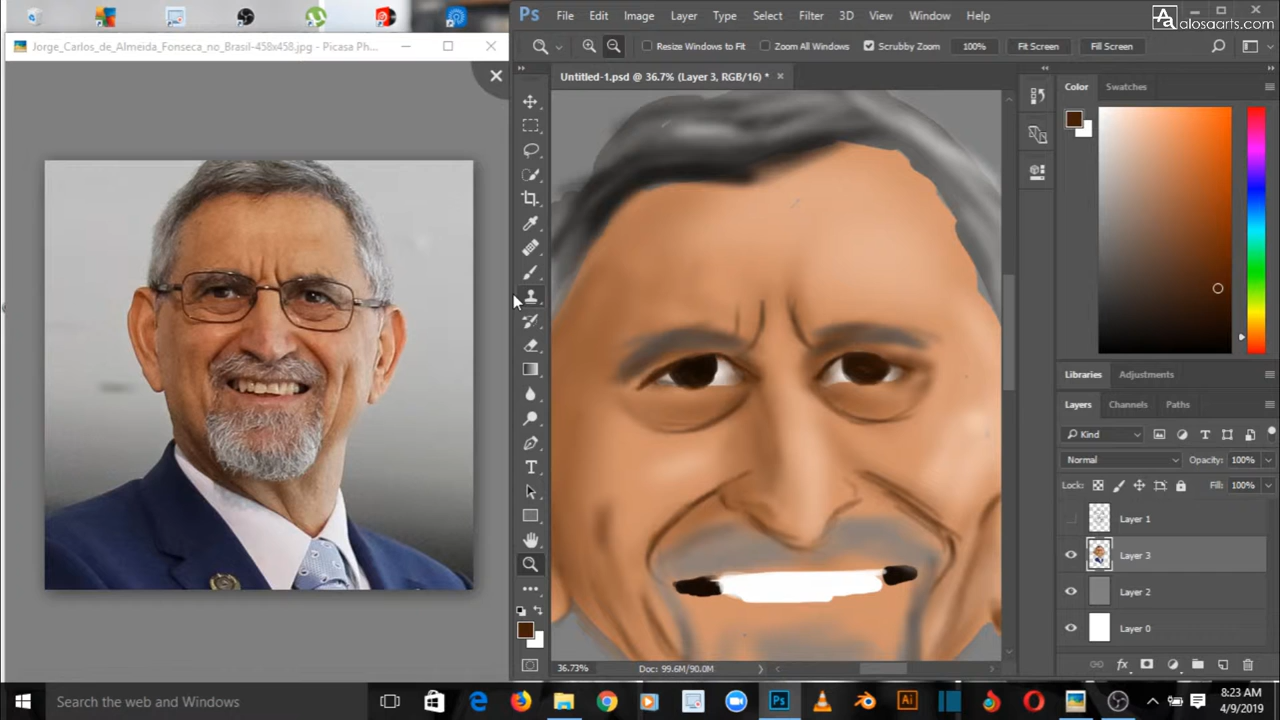 Jorge_Carlos_de_Almeida_Fonseca_no_Brasil-458x458.jpg - Picasa Ph...
Ps File Edit Image Layer Type Select Filter 3D View Window Help
alosaarts.com
Resize Windows to Fit Zoom All Windows Scrubby Zoom 100% Fit Screen Fill Screen
Untitled-1.psd @ 36.7% (Layer 3, RGB/16) *
Color Swatches
Libraries Adjustments
Layers Channels Paths
Kind
Normal Opacity: 100%
Lock: Fill: 100%
Layer 1
Layer 3
Layer 2
Layer 0
36.73% Doc: 99.6M/90.0M
Search the web and Windows
Ps
Ai
8:23 AM
4/9/2019